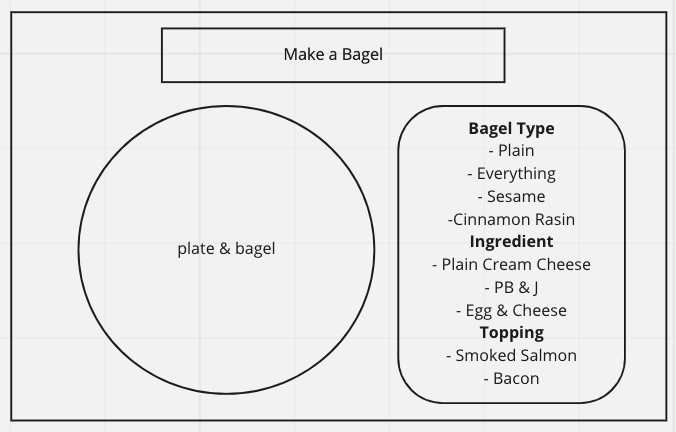 Make a Bagel
plate & bagel
Bagel Type
- Plain
- Everything
- Sesame
-Cinnamon Rasin
Ingredient
- Plain Cream Cheese
- PB & J
- Egg & Cheese
Topping
- Smoked Salmon
- Bacon